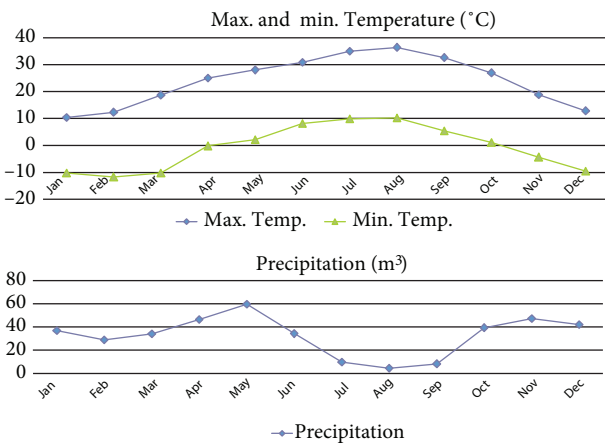 Max. and min. Temperature (˚C)
40
30
20
10
0
−10
−20
Jan Feb Mar Apr May Jun Jul Aug Sep Oct Nov Dec
Max. Temp. Min. Temp.
Precipitation (m³)
80
60
40
20
0
Jan Feb Mar Apr May Jun Jul Aug Sep Oct Nov Dec
Precipitation